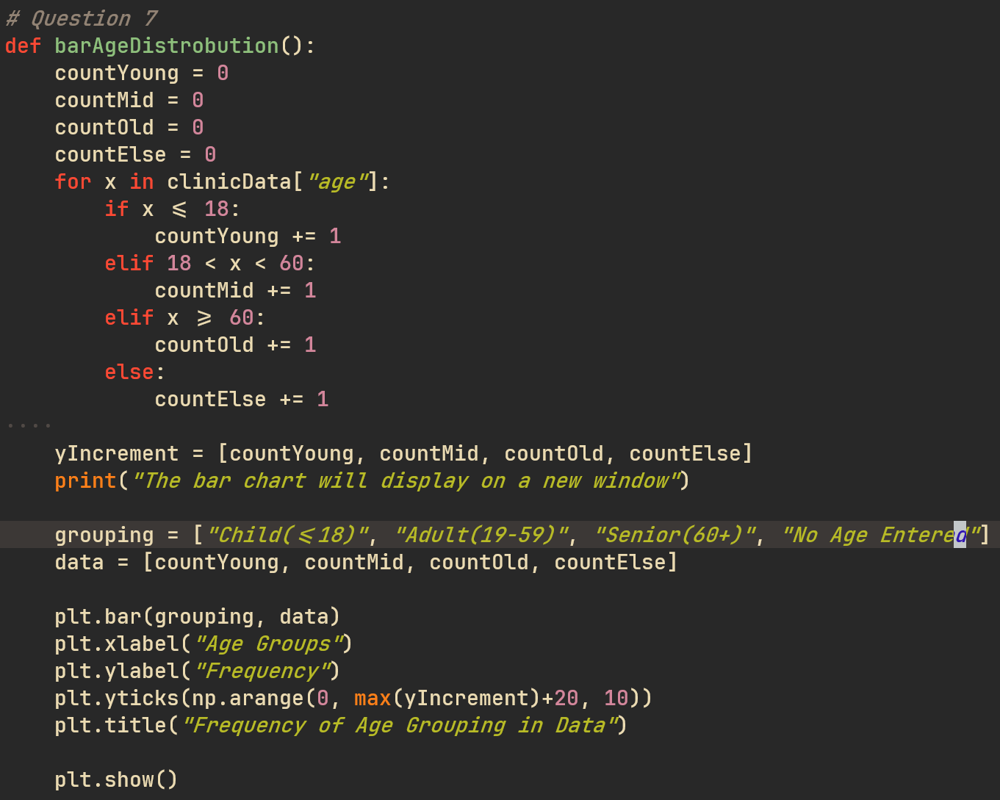 # Question 7
def barAgeDistrobution():
    countYoung = 0
    countMid = 0
    countOld = 0
    countElse = 0
    for x in clinicData["age"]:
        if x ⩽ 18:
            countYoung += 1
        elif 18 < x < 60:
            countMid += 1
        elif x ⩾ 60:
            countOld += 1
        else:
            countElse += 1
....
    yIncrement = [countYoung, countMid, countOld, countElse]
    print("The bar chart will display on a new window")

    grouping = ["Child(⩽18)", "Adult(19-59)", "Senior(60+)", "No Age Entered"]
    data = [countYoung, countMid, countOld, countElse]

    plt.bar(grouping, data)
    plt.xlabel("Age Groups")
    plt.ylabel("Frequency")
    plt.yticks(np.arange(0, max(yIncrement)+20, 10))
    plt.title("Frequency of Age Grouping in Data")

    plt.show()